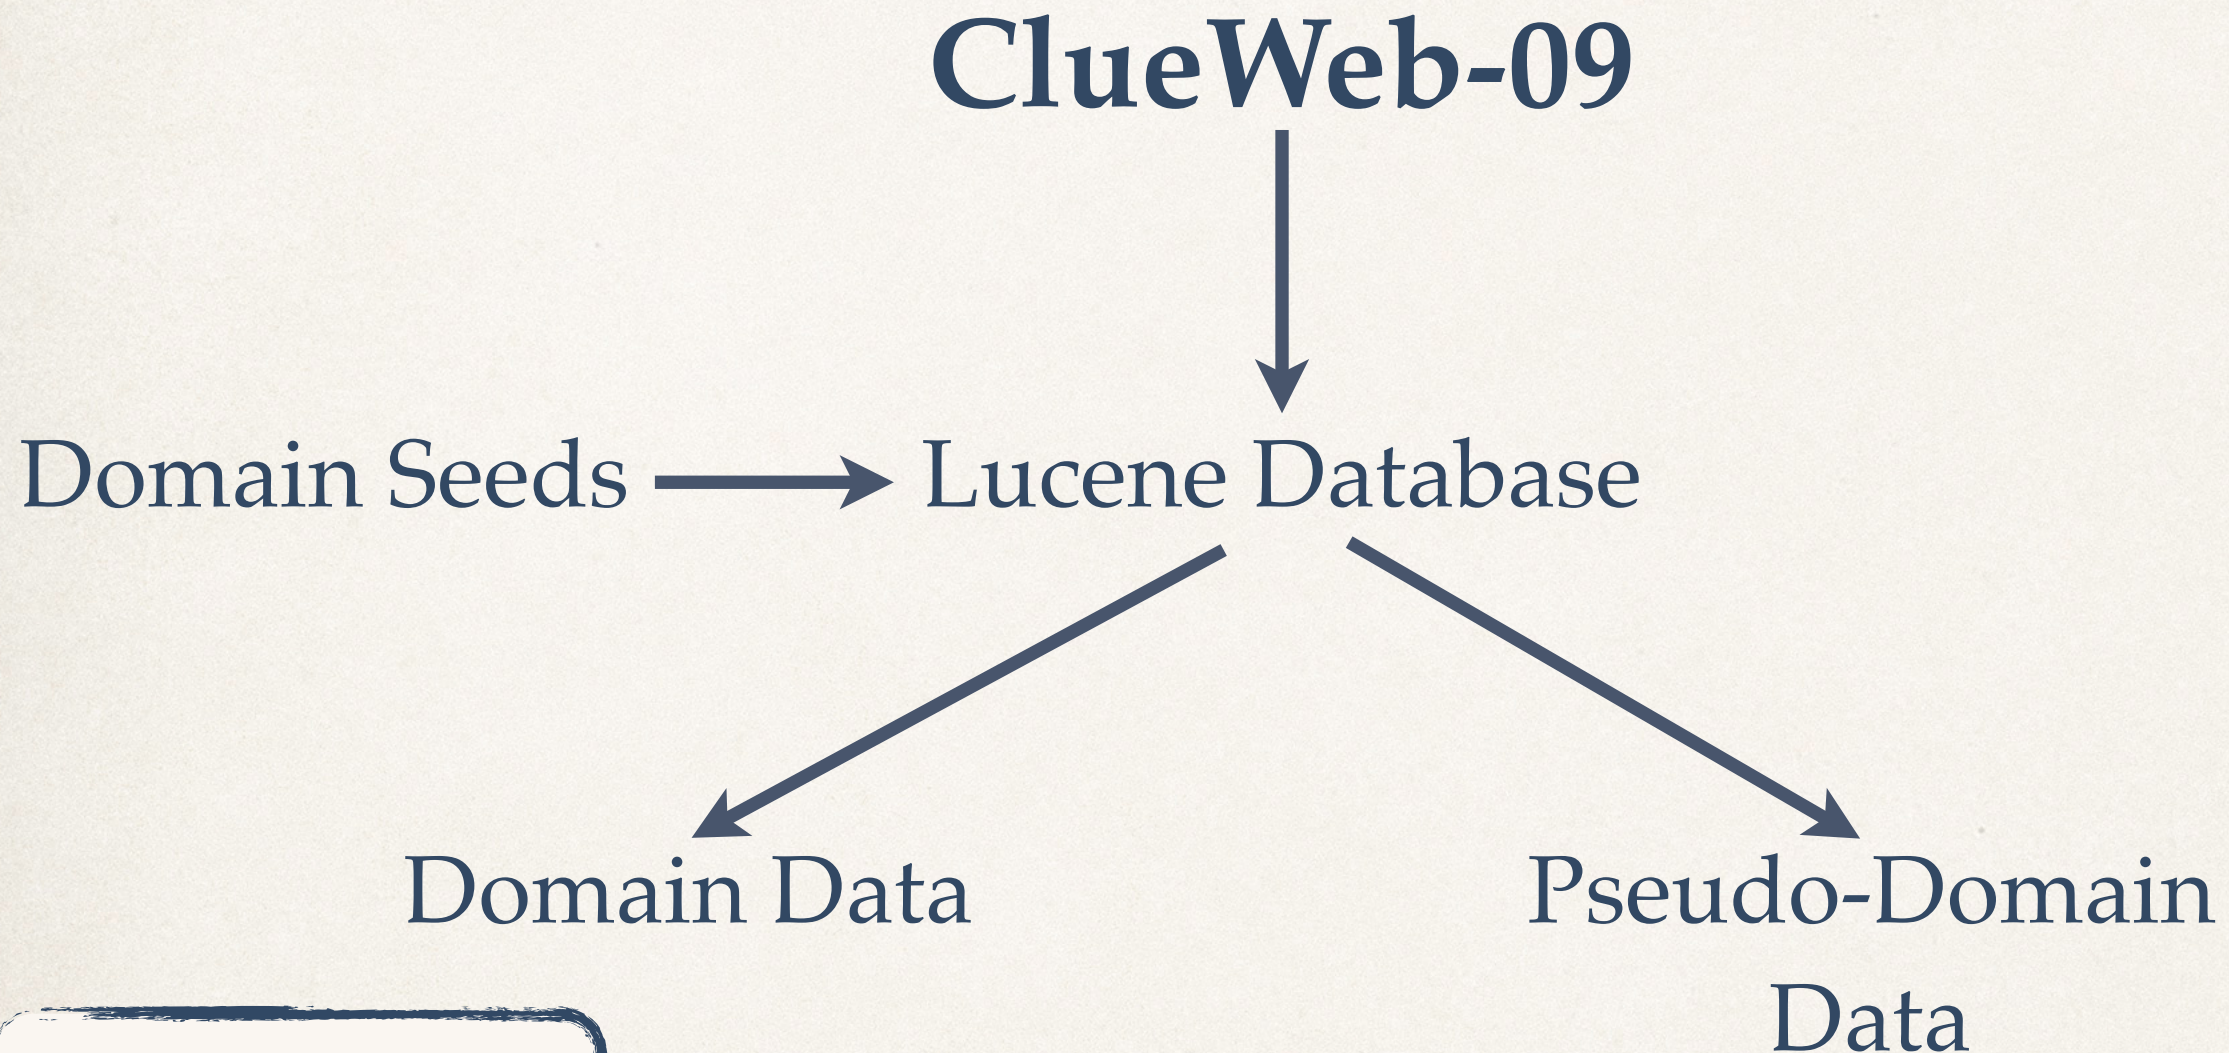 ClueWeb-09
Domain Seeds
Lucene Database
Domain Data
Pseudo-Domain
Data